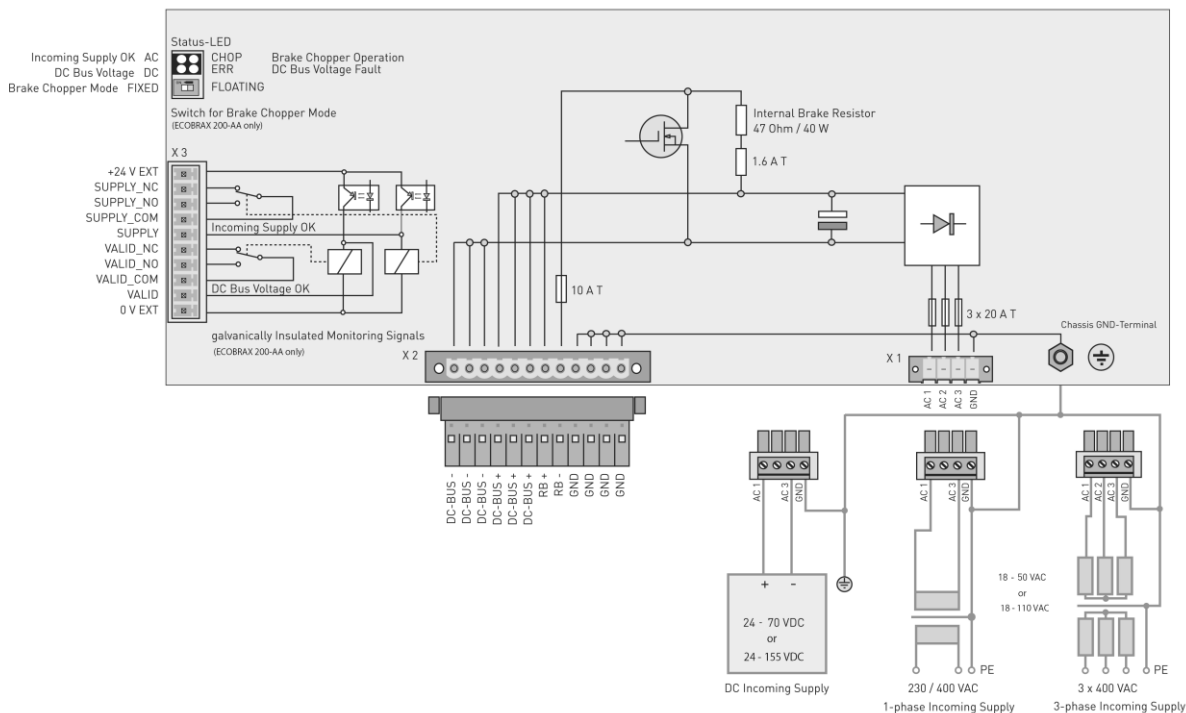 Status-LED
Incoming Supply OK AC
CHOP Brake Chopper Operation
DC Bus Voltage DC
ERR DC Bus Voltage Fault
Brake Chopper Mode FIXED
FLOATING
Switch for Brake Chopper Mode
(ECOBRAX 200-AA only)
Internal Brake Resistor
47 Ohm / 40 W
1.6 A T
X 3
+24 V EXT
SUPPLY_NC
SUPPLY_NO
SUPPLY_COM
SUPPLY
VALID_NC
VALID_NO
VALID_COM
VALID
0 V EXT
Incoming Supply OK
DC Bus Voltage OK
10 A T
3 x 20 A T
galvanically Insulated Monitoring Signals
(ECOBRAX 200-AA only)
Chassis GND-Terminal
X 2
X 1
AC 1
AC 2
AC 3
GND
DC-BUS -
DC-BUS -
DC-BUS -
DC-BUS +
DC-BUS +
DC-BUS +
RB +
RB -
GND
GND
GND
GND
AC 1
AC 3
GND
AC 1
AC 3
GND
AC 1
AC 2
AC 3
GND
+ -
24 - 70 VDC
or
24 - 155 VDC
DC Incoming Supply
18 - 50 VAC
or
18 - 110 VAC
PE
230 / 400 VAC
1-phase Incoming Supply
PE
3 x 400 VAC
3-phase Incoming Supply